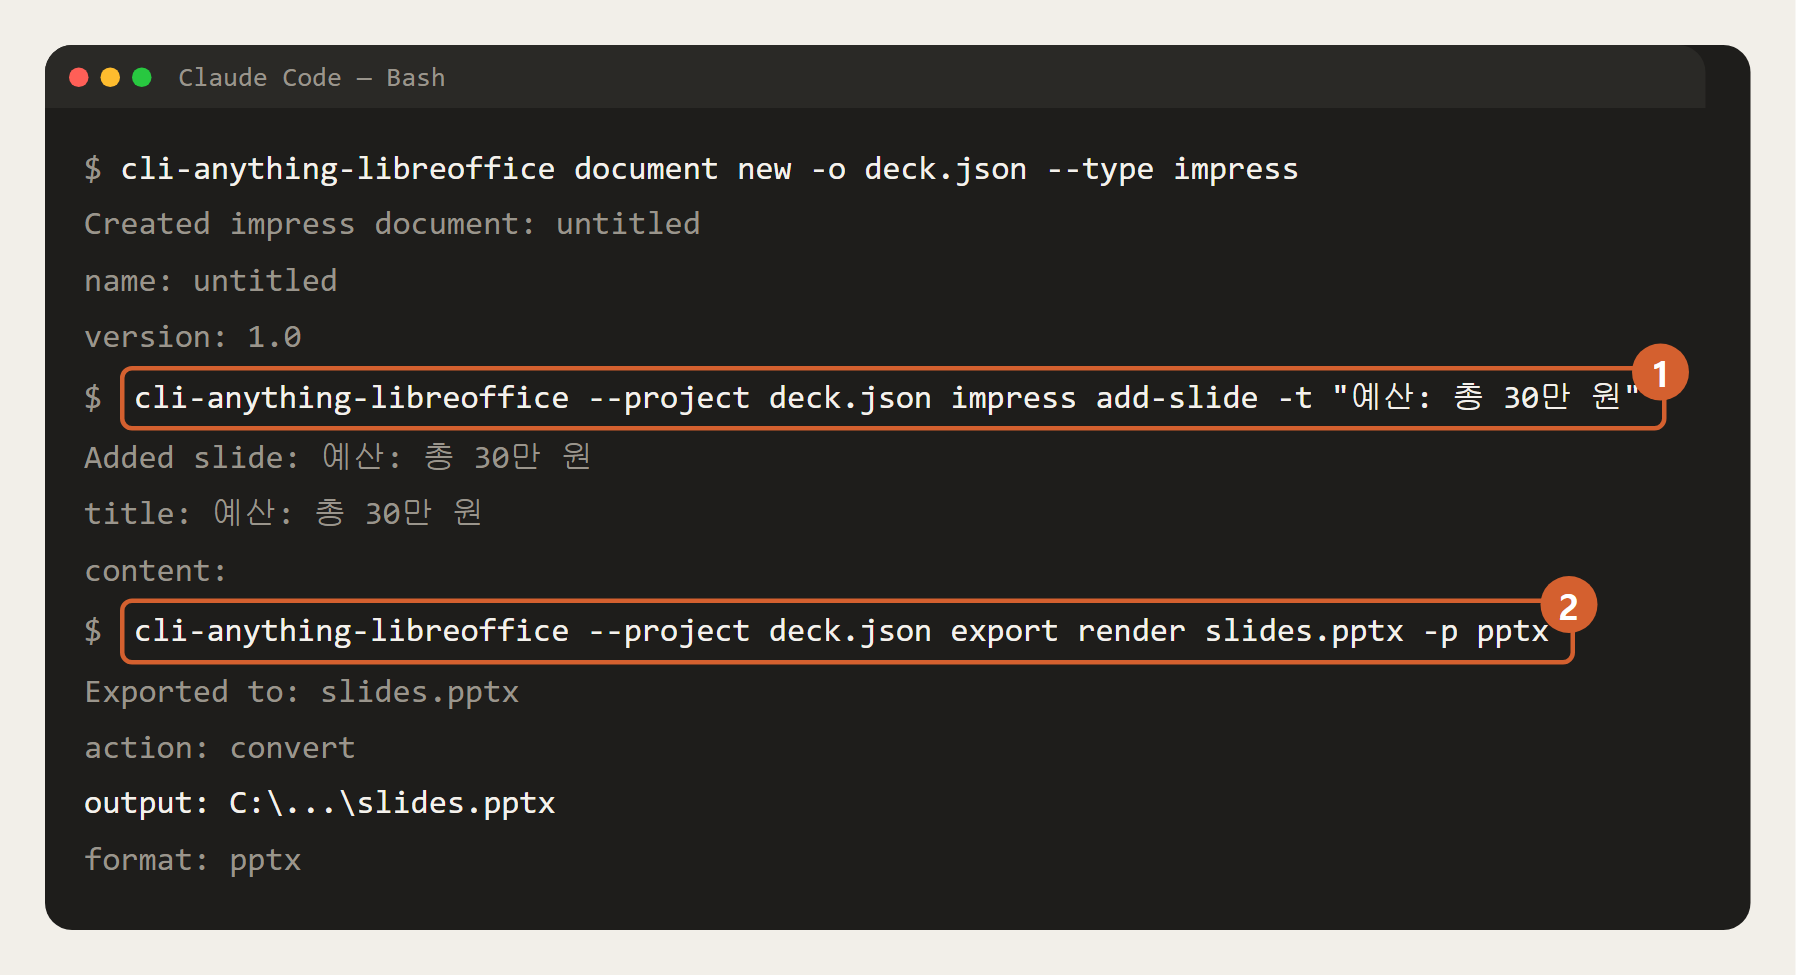 Claude Code — Bash
$ cli-anything-libreoffice document new -o deck.json --type impress
Created impress document: untitled
name: untitled
version: 1.0
1
$ cli-anything-libreoffice --project deck.json impress add-slide -t "예산: 총 30만 원"
Added slide: 예산: 총 30만 원
title: 예산: 총 30만 원
content:
2
$ cli-anything-libreoffice --project deck.json export render slides.pptx -p pptx
Exported to: slides.pptx
action: convert
output: C:\...\slides.pptx
format: pptx